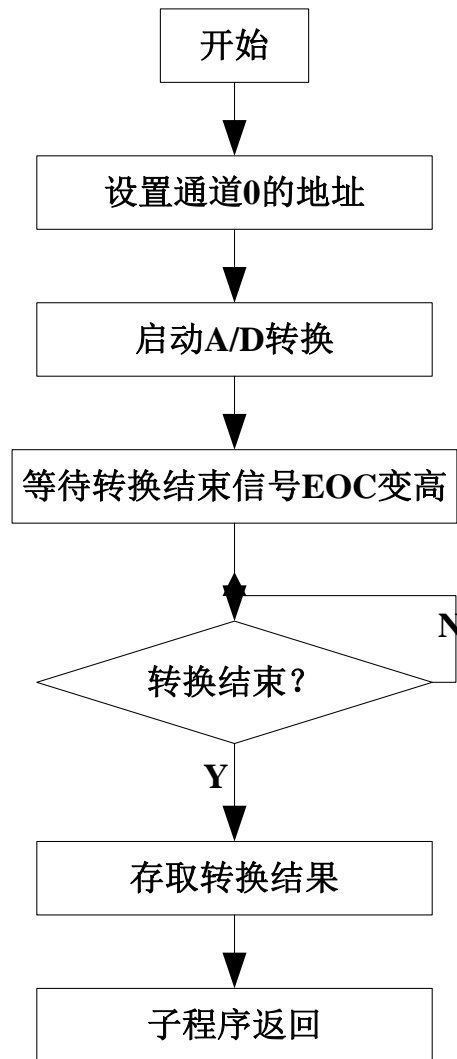 开始
设置通道0的地址
启动A/D转换
等待转换结束信号EOC变高
N
转换结束？
Y
存取转换结果
子程序返回